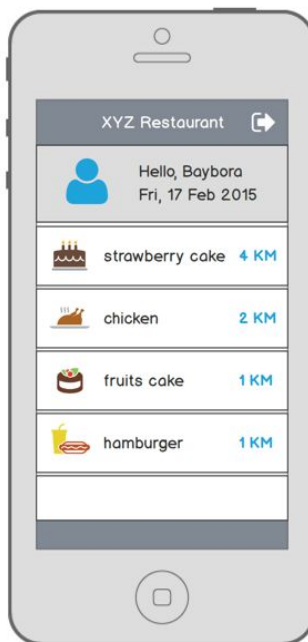 XYZ Restaurant
Hello, Baybora
Fri, 17 Feb 2015
strawberry cake 4 KM
chicken 2 KM
fruits cake 1 KM
hamburger 1 KM